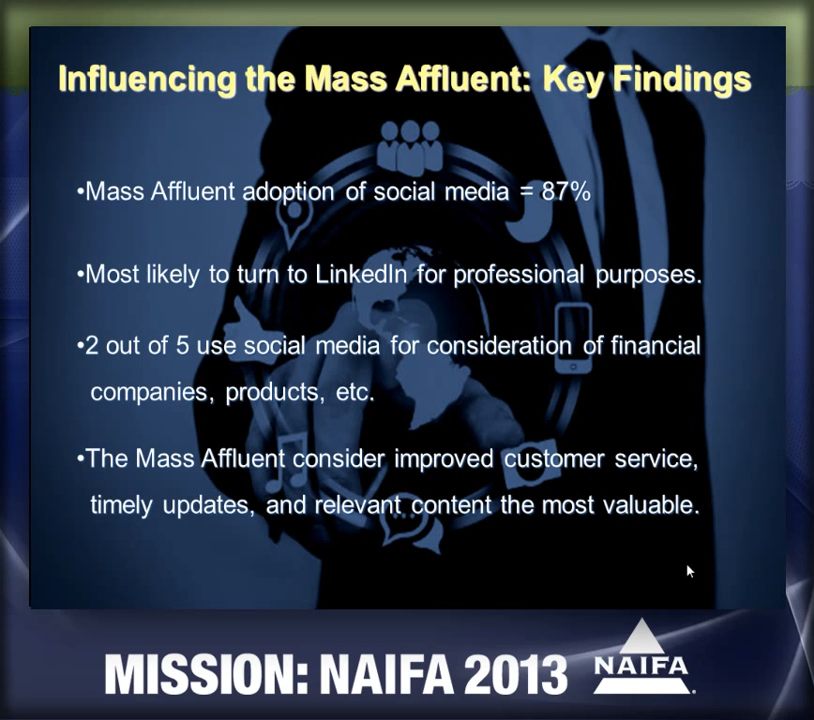 Influencing the Mass Affluent: Key Findings
•Mass Affluent adoption of social media = 87%
•Most likely to turn to LinkedIn for professional purposes.
•2 out of 5 use social media for consideration of financial
companies, products, etc.
•The Mass Affluent consider improved customer service,
timely updates, and relevant content the most valuable.
MISSION: NAIFA 2013
NAIFA